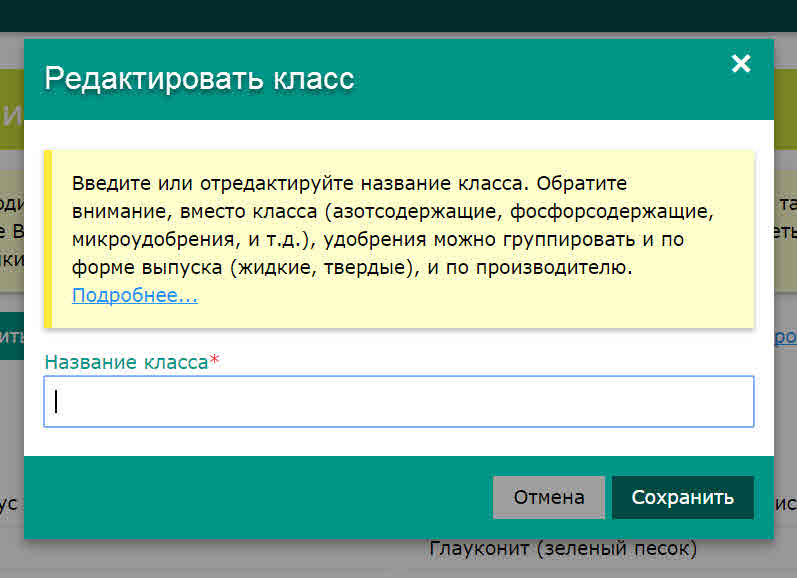 Редактировать класс
Введите или отредактируйте название класса. Обратите
внимание, вместо класса (азотсодержащие, фосфорсодержащие,
микроудобрения, и т.д.), удобрения можно группировать и по
форме выпуска (жидкие, твердые), и по производителю.
Подробнее...
Название класса*
Отмена
Сохранить
Глауконит (зеленый песок)